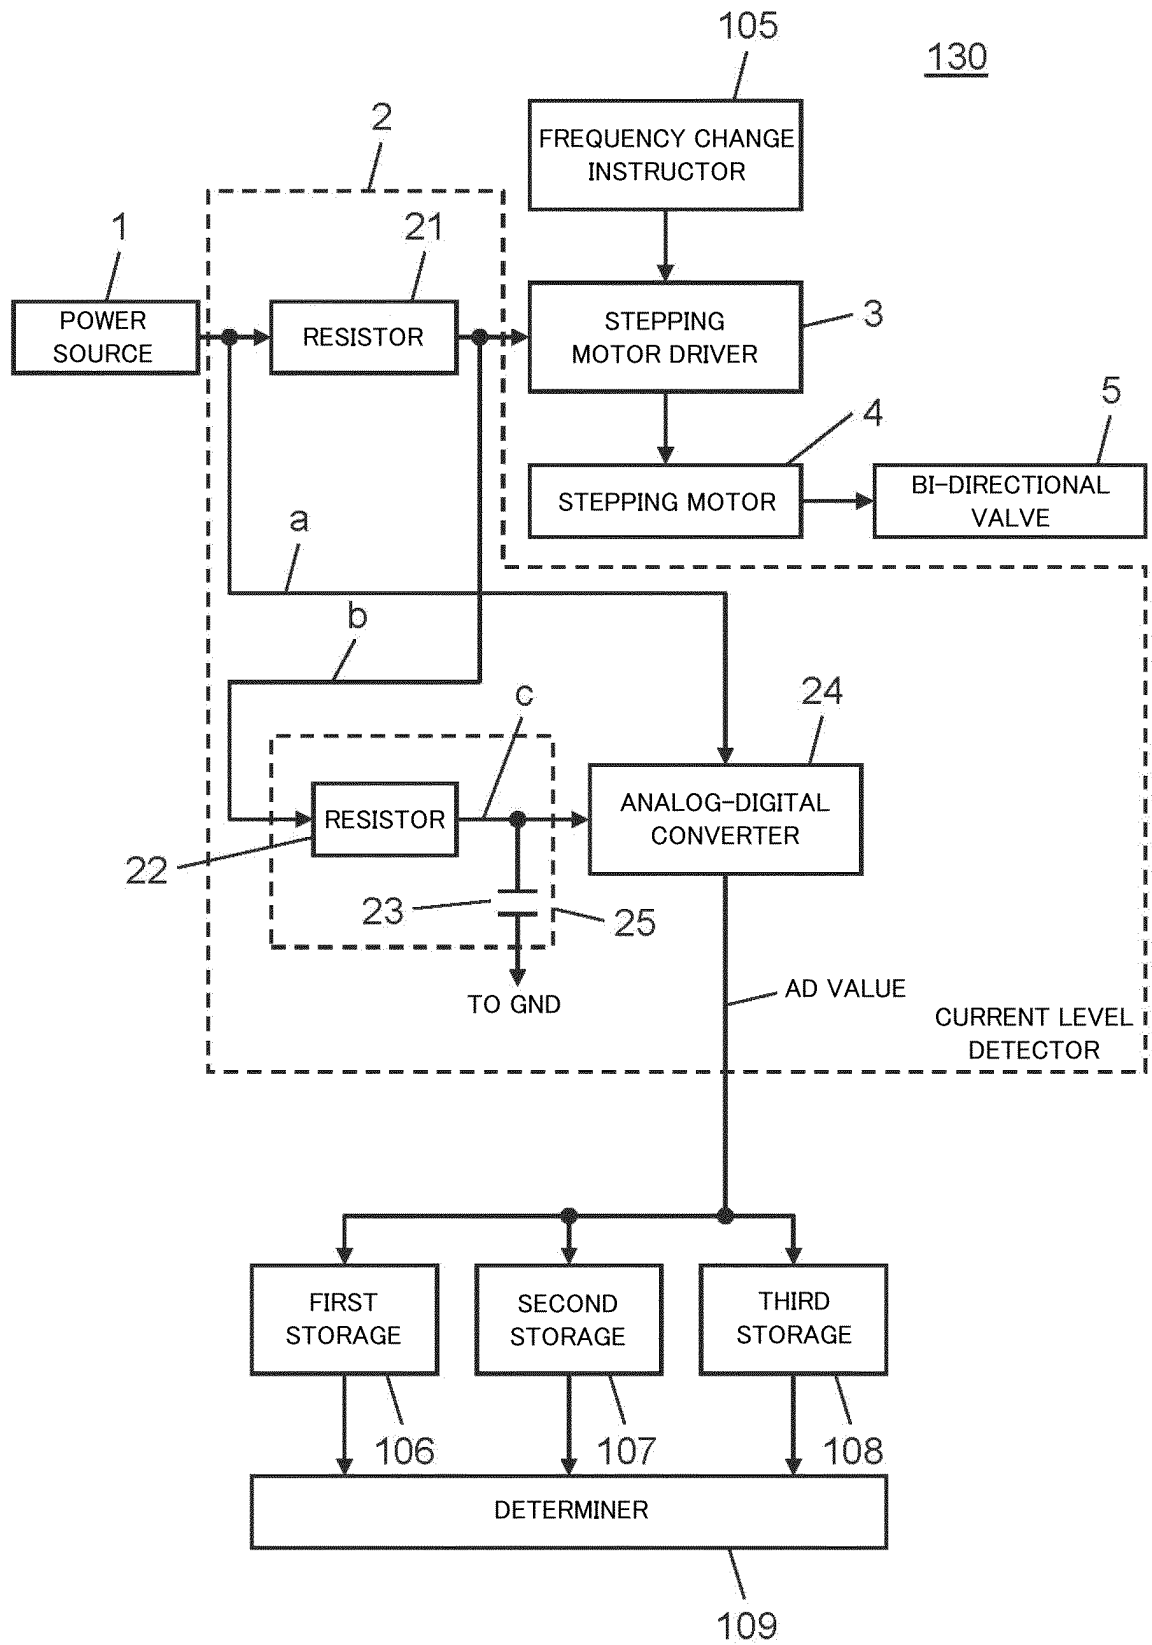 105
130
2
FREQUENCY CHANGE
INSTRUCTOR
1
21
POWER
SOURCE
RESISTOR
STEPPING
MOTOR DRIVER
3
4
5
STEPPING MOTOR
BI-DIRECTIONAL
VALVE
a
b
c
24
RESISTOR
ANALOG-DIGITAL
CONVERTER
22
23
25
TO GND
AD VALUE
CURRENT LEVEL
DETECTOR
FIRST
STORAGE
SECOND
STORAGE
THIRD
STORAGE
106
107
108
DETERMINER
109